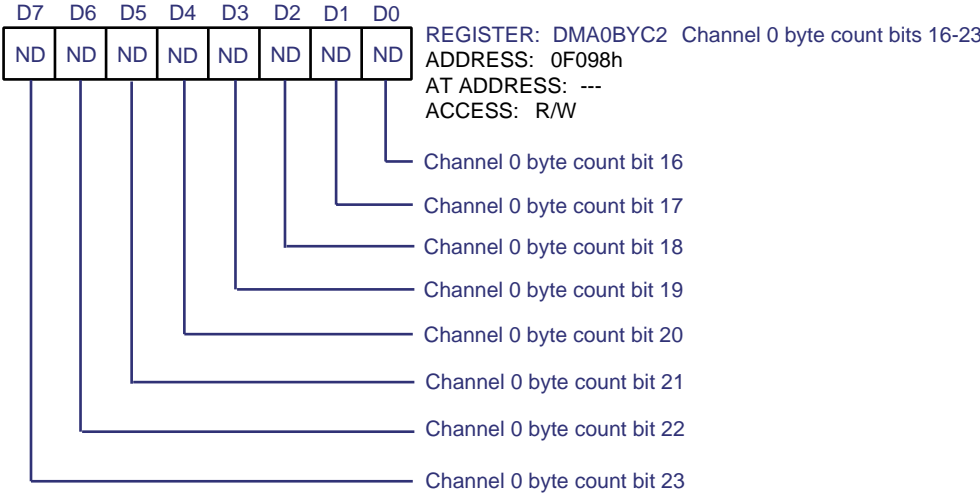 D7 D6 D5 D4 D3 D2 D1 D0
ND ND ND ND ND ND ND ND
REGISTER: DMA0BYC2 Channel 0 byte count bits 16-23
ADDRESS: 0F098h
AT ADDRESS: ---
ACCESS: R/W
Channel 0 byte count bit 16
Channel 0 byte count bit 17
Channel 0 byte count bit 18
Channel 0 byte count bit 19
Channel 0 byte count bit 20
Channel 0 byte count bit 21
Channel 0 byte count bit 22
Channel 0 byte count bit 23